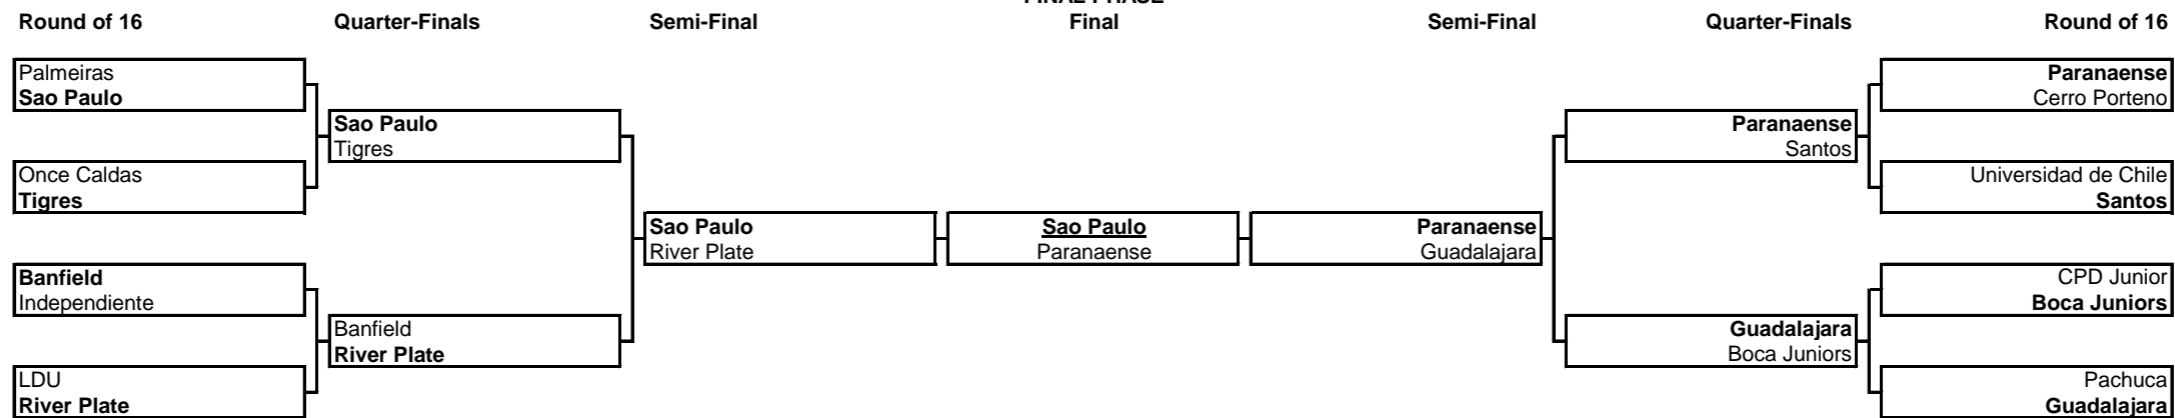 FINAL PHASE
Round of 16 Quarter-Finals Semi-Final Final Semi-Final Quarter-Finals Round of 16
Palmeiras
Sao Paulo
Once Caldas
Tigres
Banfield
Independiente
LDU
River Plate
Sao Paulo
Tigres
Banfield
River Plate
Sao Paulo
River Plate
Sao Paulo
Paranaense
Paranaense
Guadalajara
Paranaense
Santos
Guadalajara
Boca Juniors
Paranaense
Cerro Porteno
Universidad de Chile
Santos
CPD Junior
Boca Juniors
Pachuca
Guadalajara